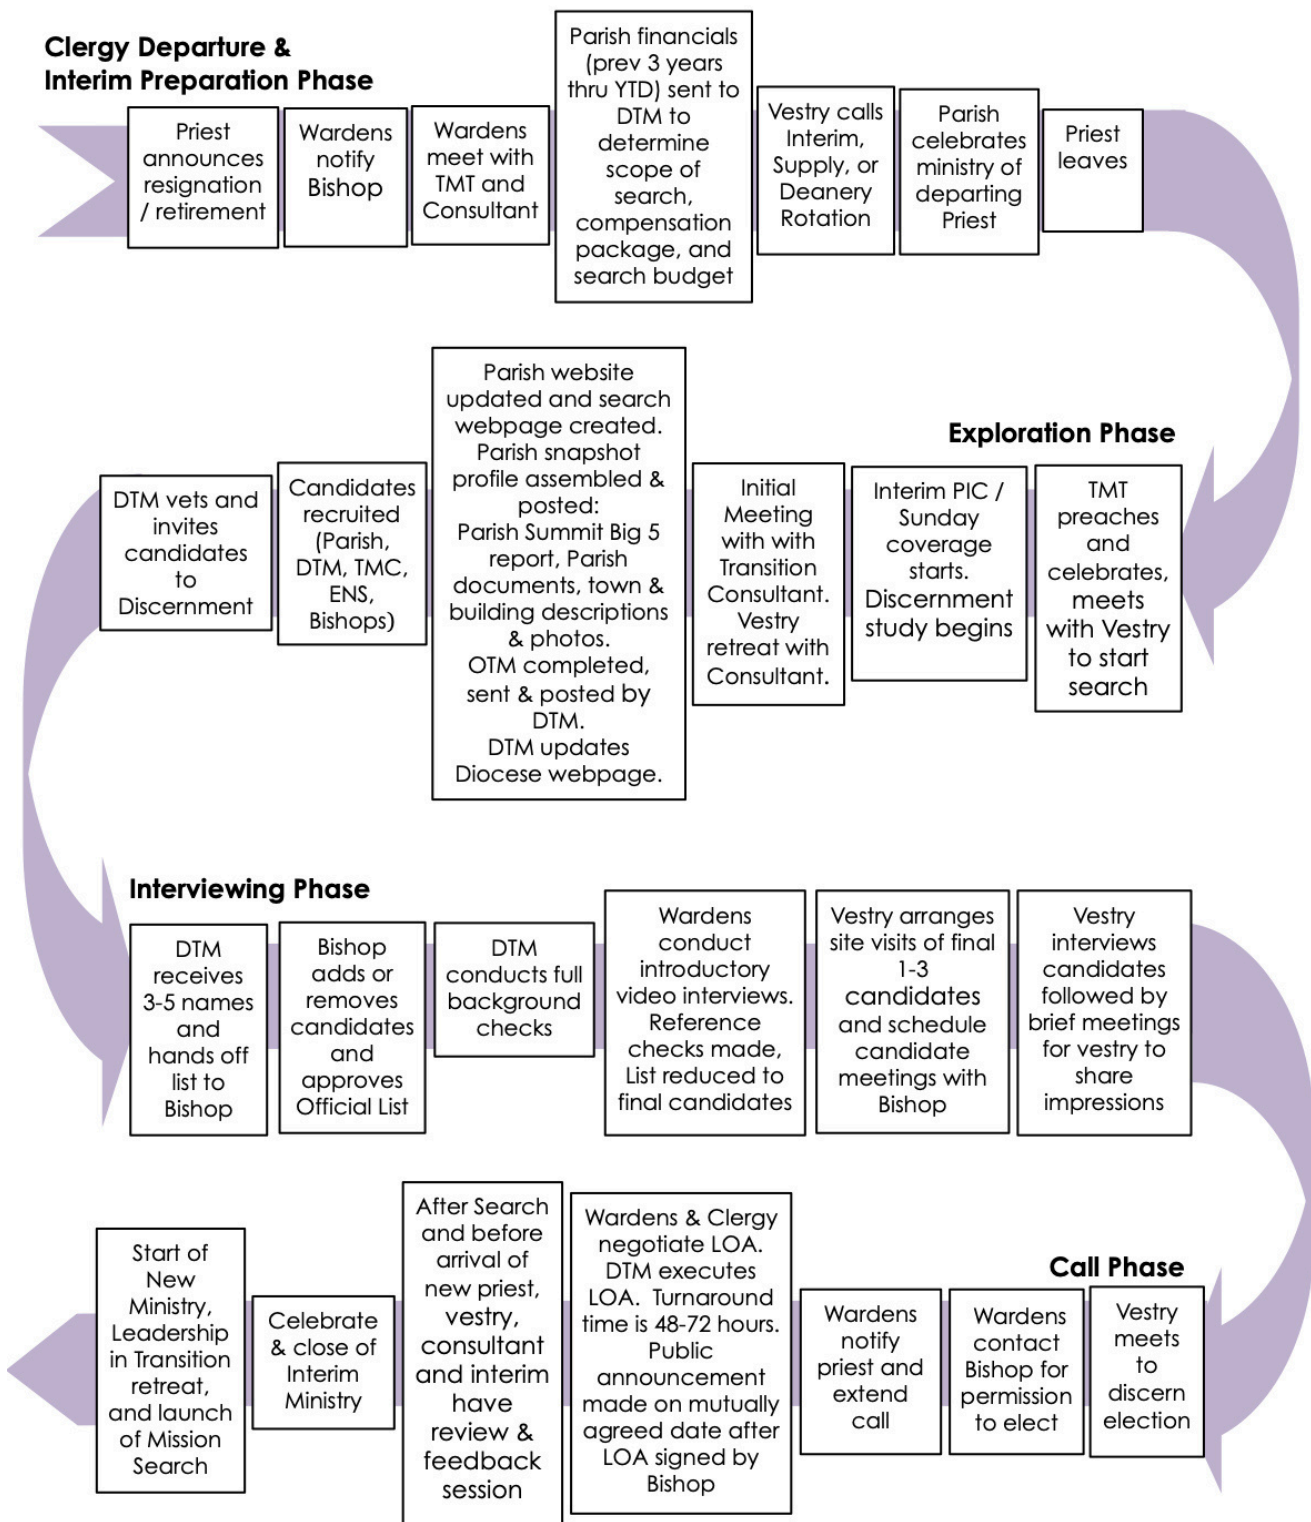 Clergy Departure &
Interim Preparation Phase
Priest
announces
resignation
/ retirement
Wardens
notify
Bishop
Wardens
meet with
TMT and
Consultant
Parish financials
(prev 3 years
thru YTD) sent to
DTM to
determine
scope of
search,
compensation
package, and
search budget
Vestry calls
Interim,
Supply, or
Deanery
Rotation
Parish
celebrates
ministry of
departing
Priest
Priest
leaves
Exploration Phase
TMT
preaches
and
celebrates,
meets
with Vestry
to start
search
Interim PIC /
Sunday
coverage
starts.
Discernment
study begins
Initial
Meeting
with with
Transition
Consultant.
Vestry
retreat with
Consultant.
Parish website
updated and search
webpage created.
Parish snapshot
profile assembled &
posted:
Parish Summit Big 5
report, Parish
documents, town &
building descriptions
& photos.
OTM completed,
sent & posted by
DTM.
DTM updates
Diocese webpage.
Candidates
recruited
(Parish,
DTM, TMC,
ENS,
Bishops)
DTM vets and
invites
candidates
to
Discernment
Interviewing Phase
DTM
receives
3-5 names
and
hands off
list to
Bishop
Bishop
adds or
removes
candidates
and
approves
Official List
DTM
conducts full
background
checks
Wardens
conduct
introductory
video interviews.
Reference
checks made,
List reduced to
final candidates
Vestry arranges
site visits of final
1-3
candidates
and schedule
candidate
meetings with
Bishop
Vestry
interviews
candidates
followed by
brief meetings
for vestry to
share
impressions
Call Phase
Vestry
meets
to
discern
election
Wardens
contact
Bishop for
permission
to elect
Wardens
notify
priest and
extend
call
Wardens & Clergy
negotiate LOA.
DTM executes
LOA.  Turnaround
time is 48-72 hours.
Public
announcement
made on mutually
agreed date after
LOA signed by
Bishop
After Search
and before
arrival of
new priest,
vestry,
consultant
and interim
have
review &
feedback
session
Celebrate
& close of
Interim
Ministry
Start of
New
Ministry,
Leadership
in Transition
retreat,
and launch
of Mission
Search